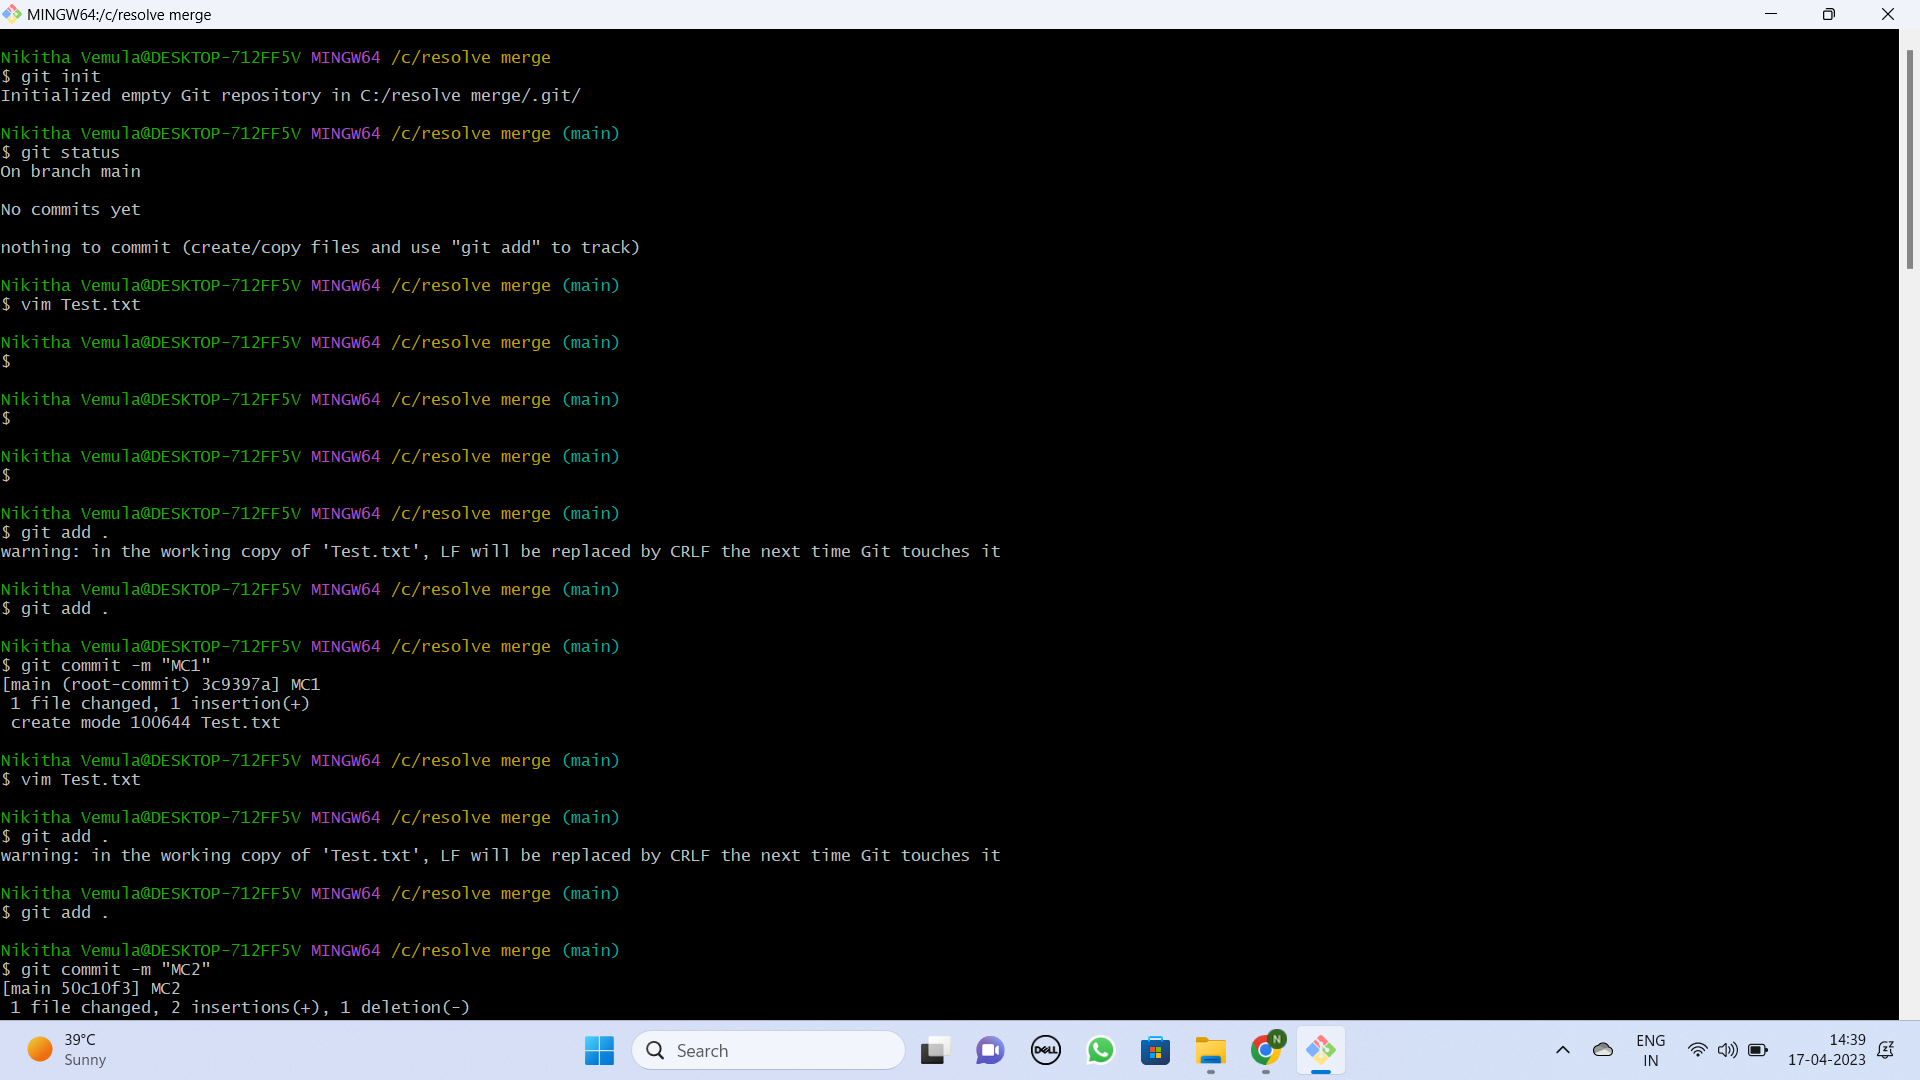 MINGW64:/c/resolve merge
Nikitha Vemula@DESKTOP-712FF5V MINGW64 /c/resolve merge
$ git init
Initialized empty Git repository in C:/resolve merge/.git/
Nikitha Vemula@DESKTOP-712FF5V MINGW64 /c/resolve merge (main)
$ git status
On branch main
No commits yet
nothing to commit (create/copy files and use "git add" to track)
Nikitha Vemula@DESKTOP-712FF5V MINGW64 /c/resolve merge (main)
$ vim Test.txt
Nikitha Vemula@DESKTOP-712FF5V MINGW64 /c/resolve merge (main)
$
Nikitha Vemula@DESKTOP-712FF5V MINGW64 /c/resolve merge (main)
$
Nikitha Vemula@DESKTOP-712FF5V MINGW64 /c/resolve merge (main)
$
Nikitha Vemula@DESKTOP-712FF5V MINGW64 /c/resolve merge (main)
$ git add .
warning: in the working copy of 'Test.txt', LF will be replaced by CRLF the next time Git touches it
Nikitha Vemula@DESKTOP-712FF5V MINGW64 /c/resolve merge (main)
$ git add .
Nikitha Vemula@DESKTOP-712FF5V MINGW64 /c/resolve merge (main)
$ git commit -m "MC1"
[main (root-commit) 3c9397a] MC1
1 file changed, 1 insertion(+)
create mode 100644 Test.txt
Nikitha Vemula@DESKTOP-712FF5V MINGW64 /c/resolve merge (main)
$ vim Test.txt
Nikitha Vemula@DESKTOP-712FF5V MINGW64 /c/resolve merge (main)
$ git add .
warning: in the working copy of 'Test.txt', LF will be replaced by CRLF the next time Git touches it
Nikitha Vemula@DESKTOP-712FF5V MINGW64 /c/resolve merge (main)
$ git add .
Nikitha Vemula@DESKTOP-712FF5V MINGW64 /c/resolve merge (main)
$ git commit -m "MC2"
[main 50c10f3] MC2
1 file changed, 2 insertions(+), 1 deletion(-)
39°C
Sunny
Search
DELL
N
ENG
IN
14:39
17-04-2023